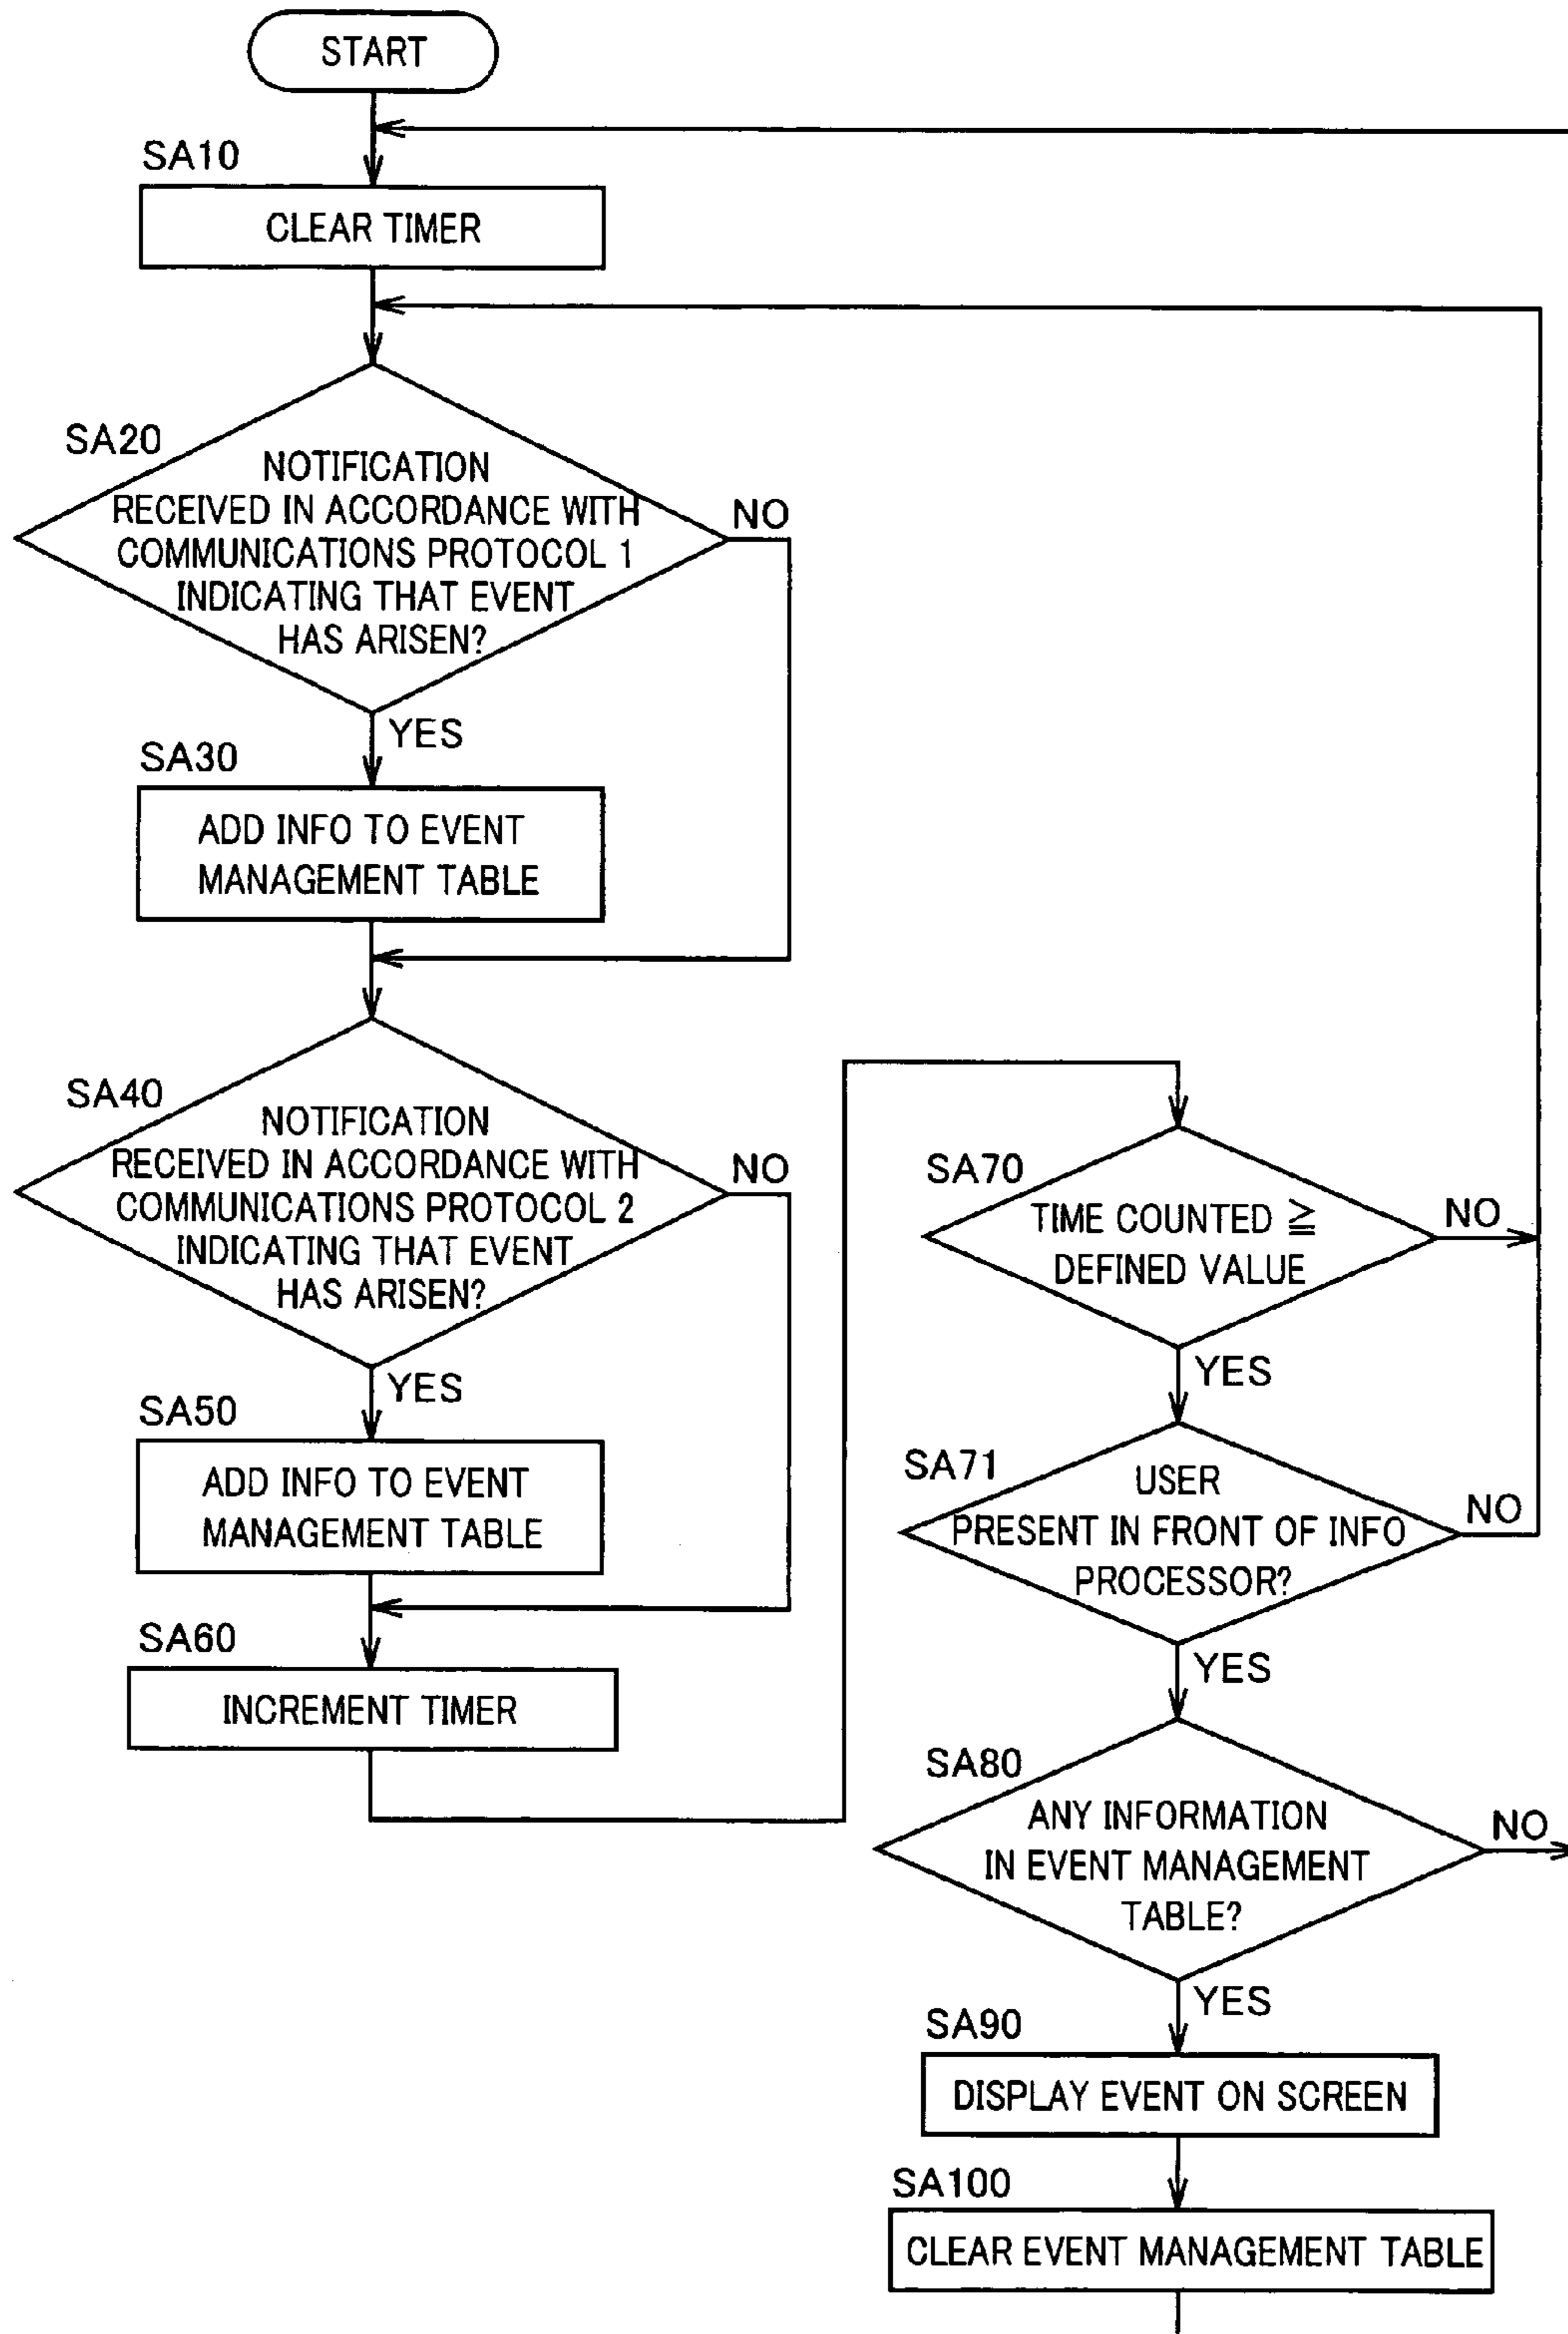 START
SA10
CLEAR TIMER
SA20
NOTIFICATION
RECEIVED IN ACCORDANCE WITH
COMMUNICATIONS PROTOCOL 1
INDICATING THAT EVENT
HAS ARISEN?
NO
YES
SA30
ADD INFO TO EVENT
MANAGEMENT TABLE
SA40
NOTIFICATION
RECEIVED IN ACCORDANCE WITH
COMMUNICATIONS PROTOCOL 2
INDICATING THAT EVENT
HAS ARISEN?
NO
YES
SA50
ADD INFO TO EVENT
MANAGEMENT TABLE
SA60
INCREMENT TIMER
SA70
TIME COUNTED ≧
DEFINED VALUE
NO
YES
SA71
USER
PRESENT IN FRONT OF INFO
PROCESSOR?
NO
YES
SA80
ANY INFORMATION
IN EVENT MANAGEMENT
TABLE?
NO
YES
SA90
DISPLAY EVENT ON SCREEN
SA100
CLEAR EVENT MANAGEMENT TABLE